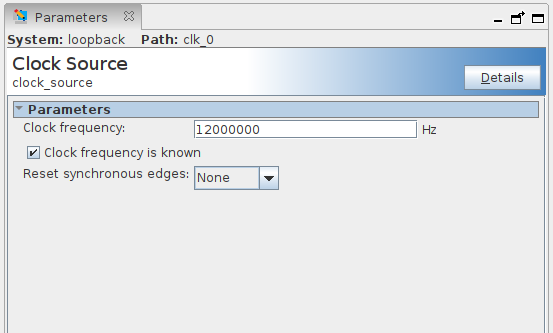 Parameters
System: loopback Path: clk_0
Clock Source
clock_source
Details
Parameters
Clock frequency: 12000000 Hz
Clock frequency is known
Reset synchronous edges: None